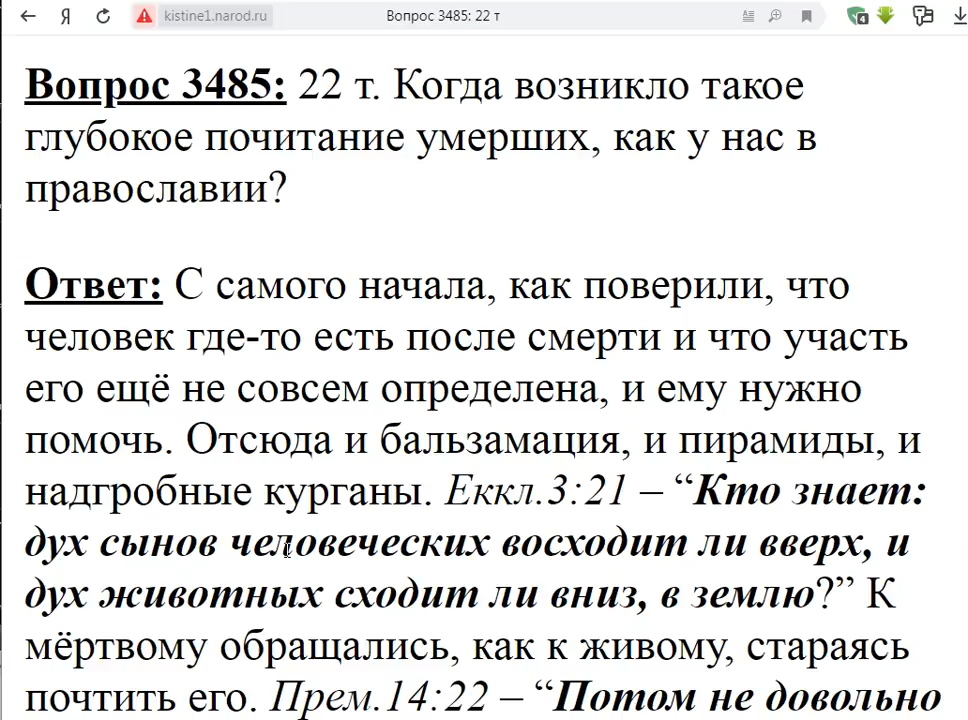 Я kistine1.narod.ru Вопрос 3485: 22 т 4
Вопрос 3485: 22 т. Когда возникло такое
глубокое почитание умерших, как у нас в
православии?
Ответ: С самого начала, как поверили, что
человек где-то есть после смерти и что участь
его ещё не совсем определена, и ему нужно
помочь. Отсюда и бальзамация, и пирамиды, и
надгробные курганы. Еккл.3:21 – “Кто знает:
дух сынов человеческих восходит ли вверх, и
дух животных сходит ли вниз, в землю?” К
мёртвому обращались, как к живому, стараясь
почтить его. Прем.14:22 – “Потом не довольно